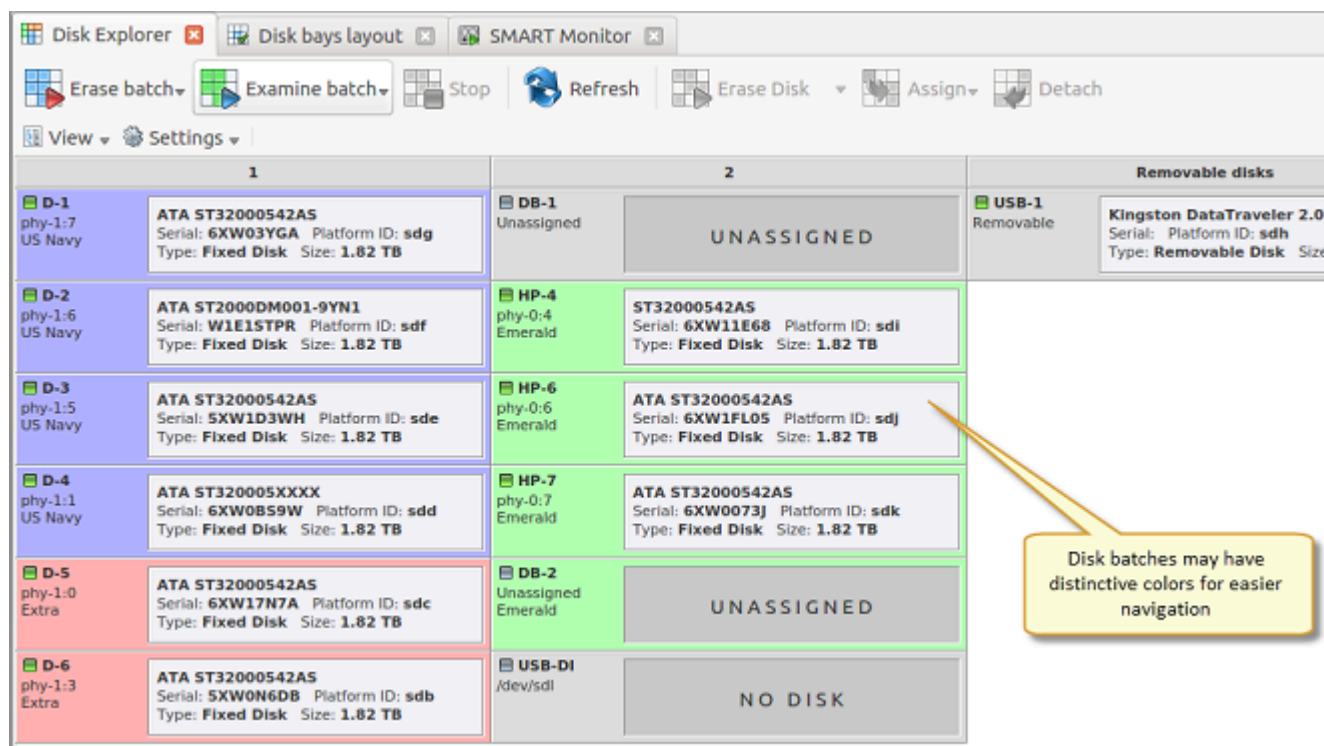 Disk Explorer Disk bays layout SMART Monitor
Erase batch Examine batch Stop Refresh Erase Disk Assign Detach
View Settings
1 2 Removable disks
D-1
phy-1:7
US Navy
ATA ST32000542AS
Serial: 6XW03YGA Platform ID: sdg
Type: Fixed Disk Size: 1.82 TB
DB-1
Unassigned
UNASSIGNED
USB-1
Removable
Kingston DataTraveler 2.0
Serial: Platform ID: sdh
Type: Removable Disk Size
D-2
phy-1:6
US Navy
ATA ST2000DM001-9YN1
Serial: W1E1STPR Platform ID: sdf
Type: Fixed Disk Size: 1.82 TB
HP-4
phy-0:4
Emerald
ST32000542AS
Serial: 6XW11E68 Platform ID: sdi
Type: Fixed Disk Size: 1.82 TB
D-3
phy-1:5
US Navy
ATA ST32000542AS
Serial: 5XW1D3WH Platform ID: sde
Type: Fixed Disk Size: 1.82 TB
HP-6
phy-0:6
Emerald
ATA ST32000542AS
Serial: 6XW1FL05 Platform ID: sdj
Type: Fixed Disk Size: 1.82 TB
D-4
phy-1:1
US Navy
ATA ST320005XXXX
Serial: 6XW0BS9W Platform ID: sdd
Type: Fixed Disk Size: 1.82 TB
HP-7
phy-0:7
Emerald
ATA ST32000542AS
Serial: 6XW0073J Platform ID: sdk
Type: Fixed Disk Size: 1.82 TB
Disk batches may have
distinctive colors for easier
navigation
D-5
phy-1:0
Extra
ATA ST32000542AS
Serial: 6XW17N7A Platform ID: sdc
Type: Fixed Disk Size: 1.82 TB
DB-2
Unassigned
Emerald
UNASSIGNED
D-6
phy-1:3
Extra
ATA ST32000542AS
Serial: 5XW0N6DB Platform ID: sdb
Type: Fixed Disk Size: 1.82 TB
USB-DI
/dev/sdl
NO DISK